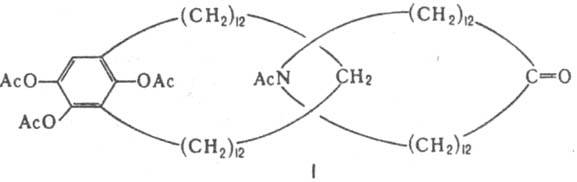 (CH₂)₁₂ (CH₂)₁₂
AcO OAc AcN CH₂ C=O
AcO
(CH₂)₁₂ (CH₂)₁₂
I